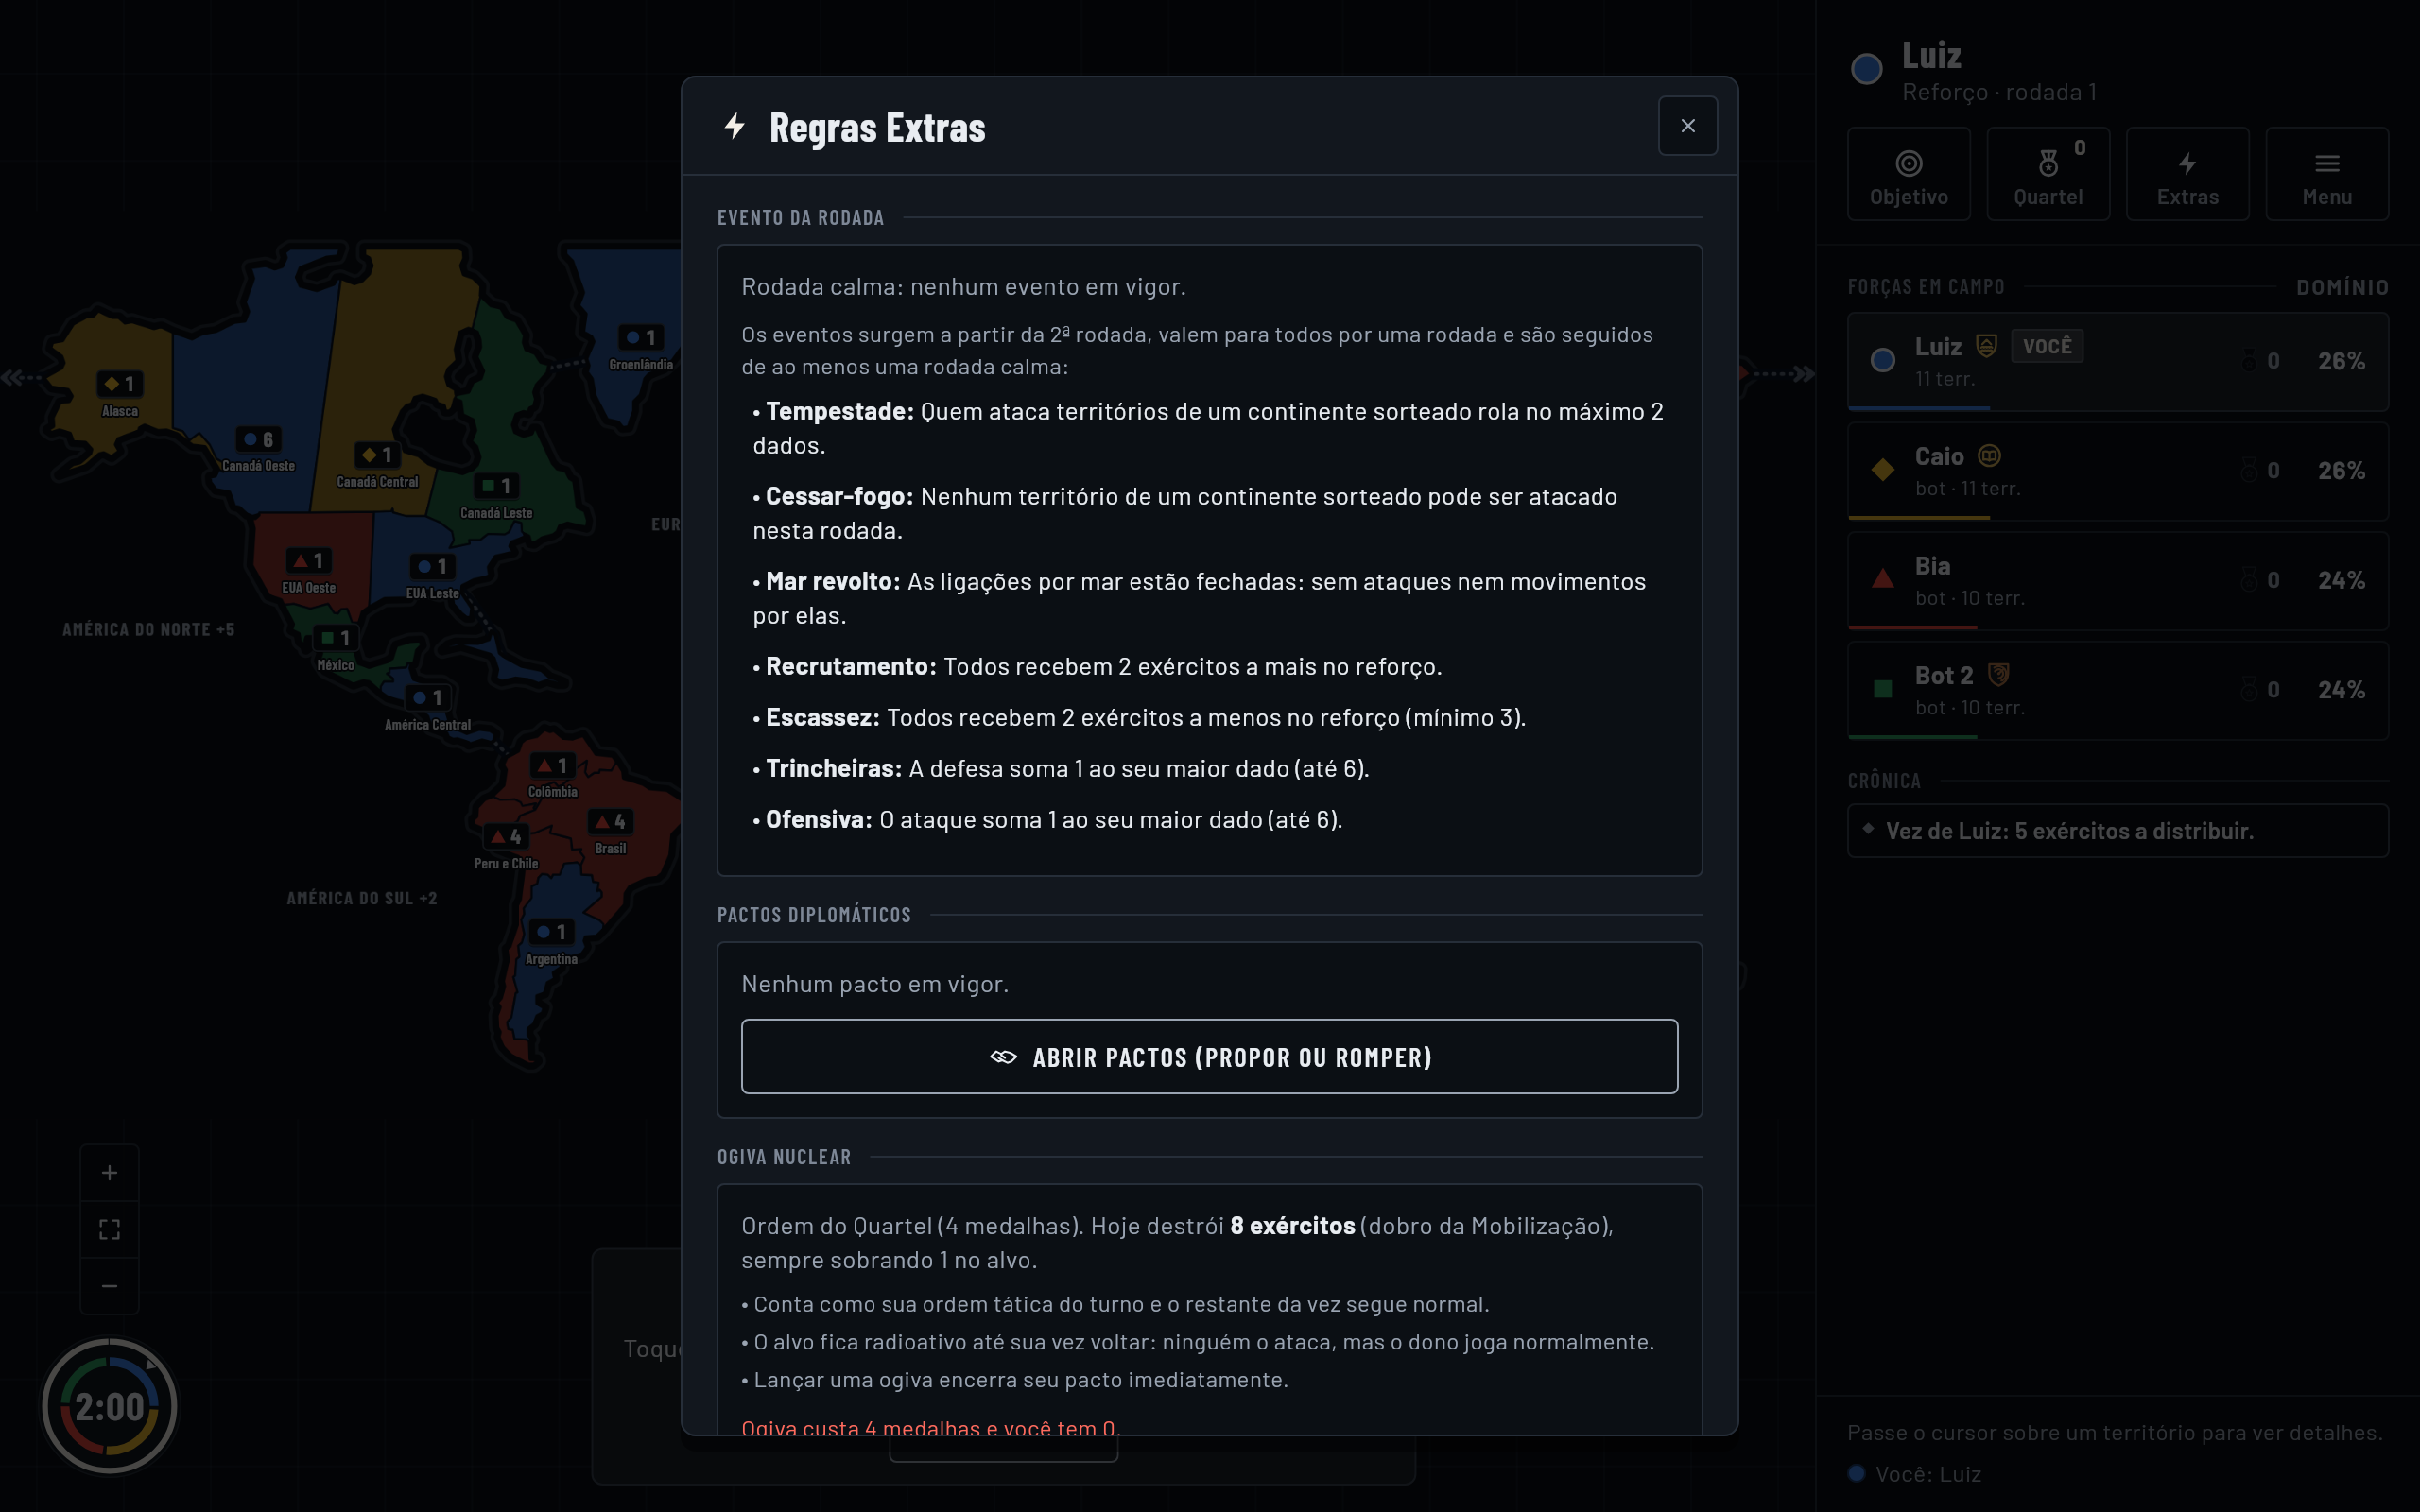 Regras Extras
EVENTO DA RODADA
Rodada calma: nenhum evento em vigor.
Os eventos surgem a partir da 2ª rodada, valem para todos por uma rodada e são seguidos
de ao menos uma rodada calma:
• Tempestade: Quem ataca territórios de um continente sorteado rola no máximo 2
dados.
• Cessar-fogo: Nenhum território de um continente sorteado pode ser atacado
nesta rodada.
• Mar revolto: As ligações por mar estão fechadas: sem ataques nem movimentos
por elas.
• Recrutamento: Todos recebem 2 exércitos a mais no reforço.
• Escassez: Todos recebem 2 exércitos a menos no reforço (mínimo 3).
• Trincheiras: A defesa soma 1 ao seu maior dado (até 6).
• Ofensiva: O ataque soma 1 ao seu maior dado (até 6).
PACTOS DIPLOMÁTICOS
Nenhum pacto em vigor.
ABRIR PACTOS (PROPOR OU ROMPER)
OGIVA NUCLEAR
Ordem do Quartel (4 medalhas). Hoje destrói 8 exércitos (dobro da Mobilização),
sempre sobrando 1 no alvo.
• Conta como sua ordem tática do turno e o restante da vez segue normal.
• O alvo fica radioativo até sua vez voltar: ninguém o ataca, mas o dono joga normalmente.
• Lançar uma ogiva encerra seu pacto imediatamente.
Ogiva custa 4 medalhas e você tem 0.
1
Alasca
6
Canadá Oeste
1
Canadá Central
1
Canadá Leste
1
Groenlândia
1
EUA Oeste
1
EUA Leste
1
México
1
América Central
AMÉRICA DO NORTE +5
EUR
1
Colômbia
4
Brasil
4
Peru e Chile
1
Argentina
AMÉRICA DO SUL +2
+
−
2:00
Toqu
Luiz
Reforço · rodada 1
Objetivo
0
Quartel
Extras
Menu
FORÇAS EM CAMPO
DOMÍNIO
Luiz VOCÊ
11 terr.
0 26%
Caio
bot · 11 terr.
0 26%
Bia
bot · 10 terr.
0 24%
Bot 2
bot · 10 terr.
0 24%
CRÔNICA
Vez de Luiz: 5 exércitos a distribuir.
Passe o cursor sobre um território para ver detalhes.
Você: Luiz